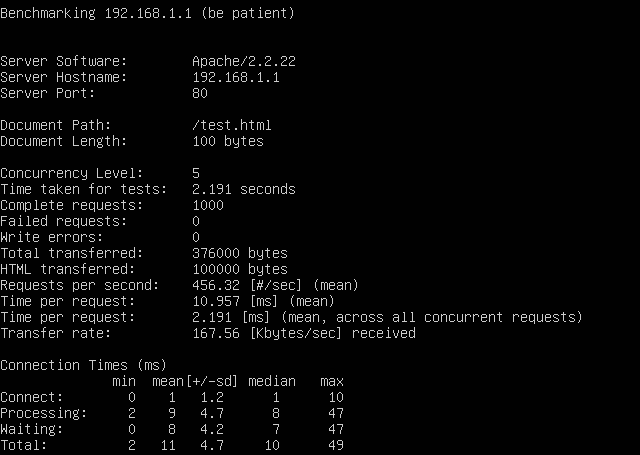 Benchmarking 192.168.1.1 (be patient)
Server Software: Apache/2.2.22
Server Hostname: 192.168.1.1
Server Port: 80
Document Path: /test.html
Document Length: 100 bytes
Concurrency Level: 5
Time taken for tests: 2.191 seconds
Complete requests: 1000
Failed requests: 0
Write errors: 0
Total transferred: 376000 bytes
HTML transferred: 100000 bytes
Requests per second: 456.32 [#/sec] (mean)
Time per request: 10.957 [ms] (mean)
Time per request: 2.191 [ms] (mean, across all concurrent requests)
Transfer rate: 167.56 [Kbytes/sec] received
Connection Times (ms)
min mean[+/-sd] median max
Connect: 0 1 1.2 1 10
Processing: 2 9 4.7 8 47
Waiting: 0 8 4.2 7 47
Total: 2 11 4.7 10 49